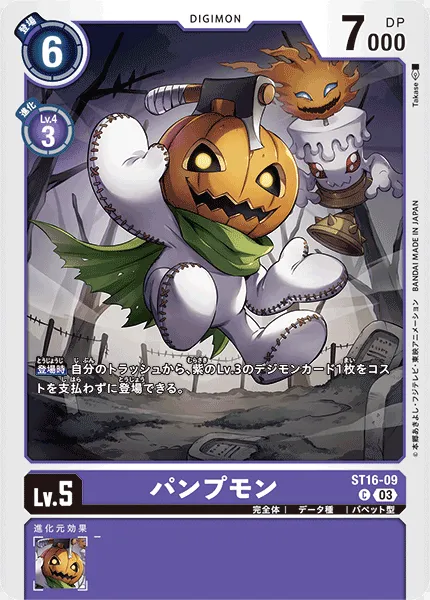 DIGIMON
登場
6
7000
DP
進化
Lv.4
3
Takase
登場時 自分のトラッシュから、紫のLv.3のデジモンカード1枚をコス
トを支払わずに登場できる。
©本郷あきよし・フジテレビ・東映アニメーション BANDAI MADE IN JAPAN
Lv.5
パンプモン
ST16-09
C 03
完全体 | データ種 | パペット型
進化元効果